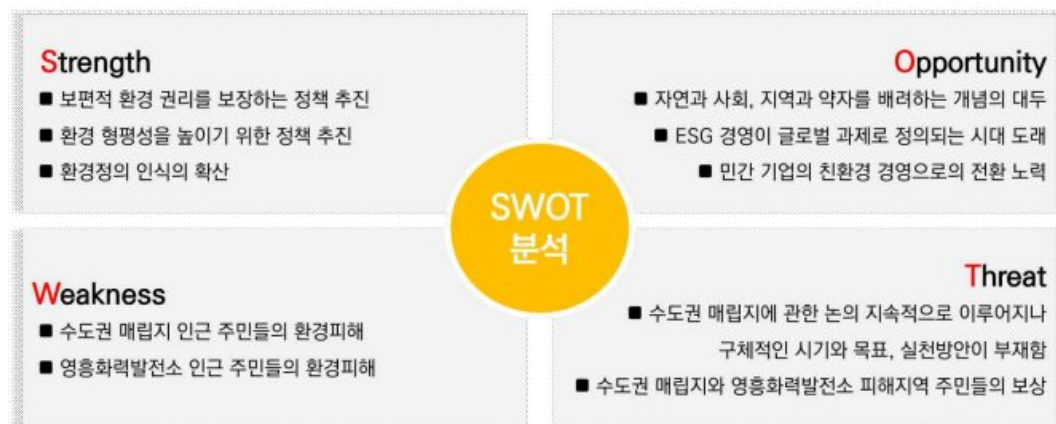 Strength
■ 보편적 환경 권리를 보장하는 정책 추진
■ 환경 형평성을 높이기 위한 정책 추진
■ 환경정의 인식의 확산
Opportunity
■ 자연과 사회, 지역과 약자를 배려하는 개념의 대두
■ ESG 경영이 글로벌 과제로 정의되는 시대 도래
■ 민간 기업의 친환경 경영으로의 전환 노력
SWOT
분석
Weakness
■ 수도권 매립지 인근 주민들의 환경피해
■ 영흥화력발전소 인근 주민들의 환경피해
Threat
■ 수도권 매립지에 관한 논의 지속적으로 이루어지나
구체적인 시기와 목표, 실천방안이 부재함
■ 수도권 매립지와 영흥화력발전소 피해지역 주민들의 보상